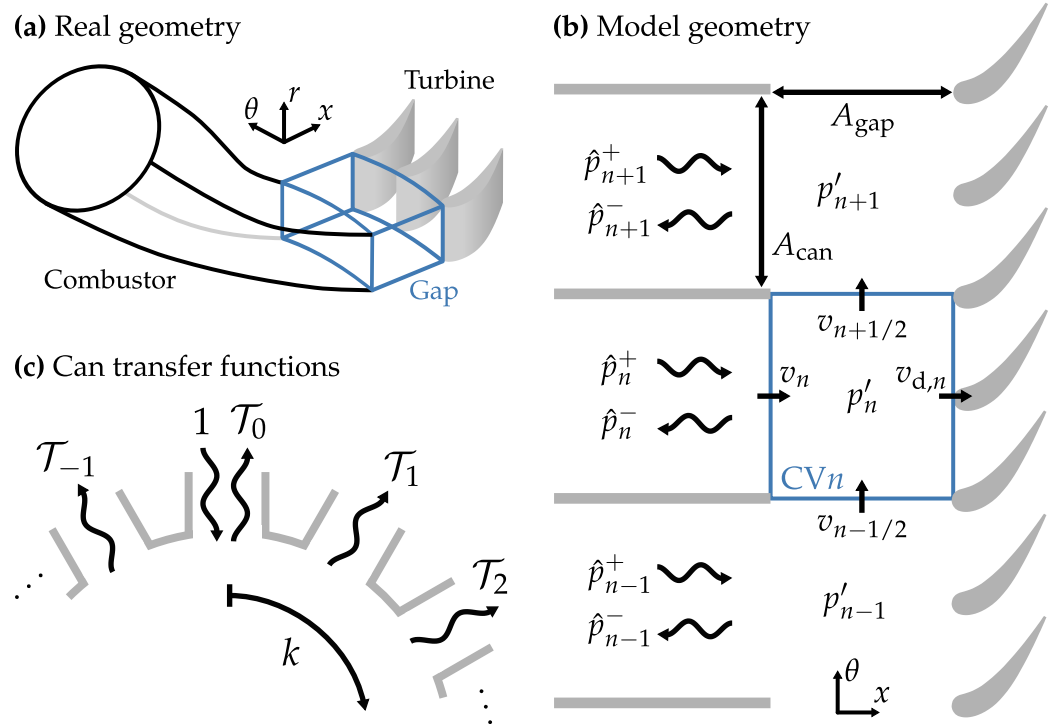 (a) Real geometry
Turbine
θ r x
Combustor
Gap
(b) Model geometry
A_gap
p̂⁺_{n+1}
p′_{n+1}
p̂⁻_{n+1}
A_can
v_{n+1/2}
p̂⁺_n
v_n
p′_n
v_{d,n}
p̂⁻_n
CVn
v_{n−1/2}
p̂⁺_{n−1}
p′_{n−1}
p̂⁻_{n−1}
θ
x
(c) Can transfer functions
1 𝒯_0
𝒯_{−1}
𝒯_1
𝒯_2
k